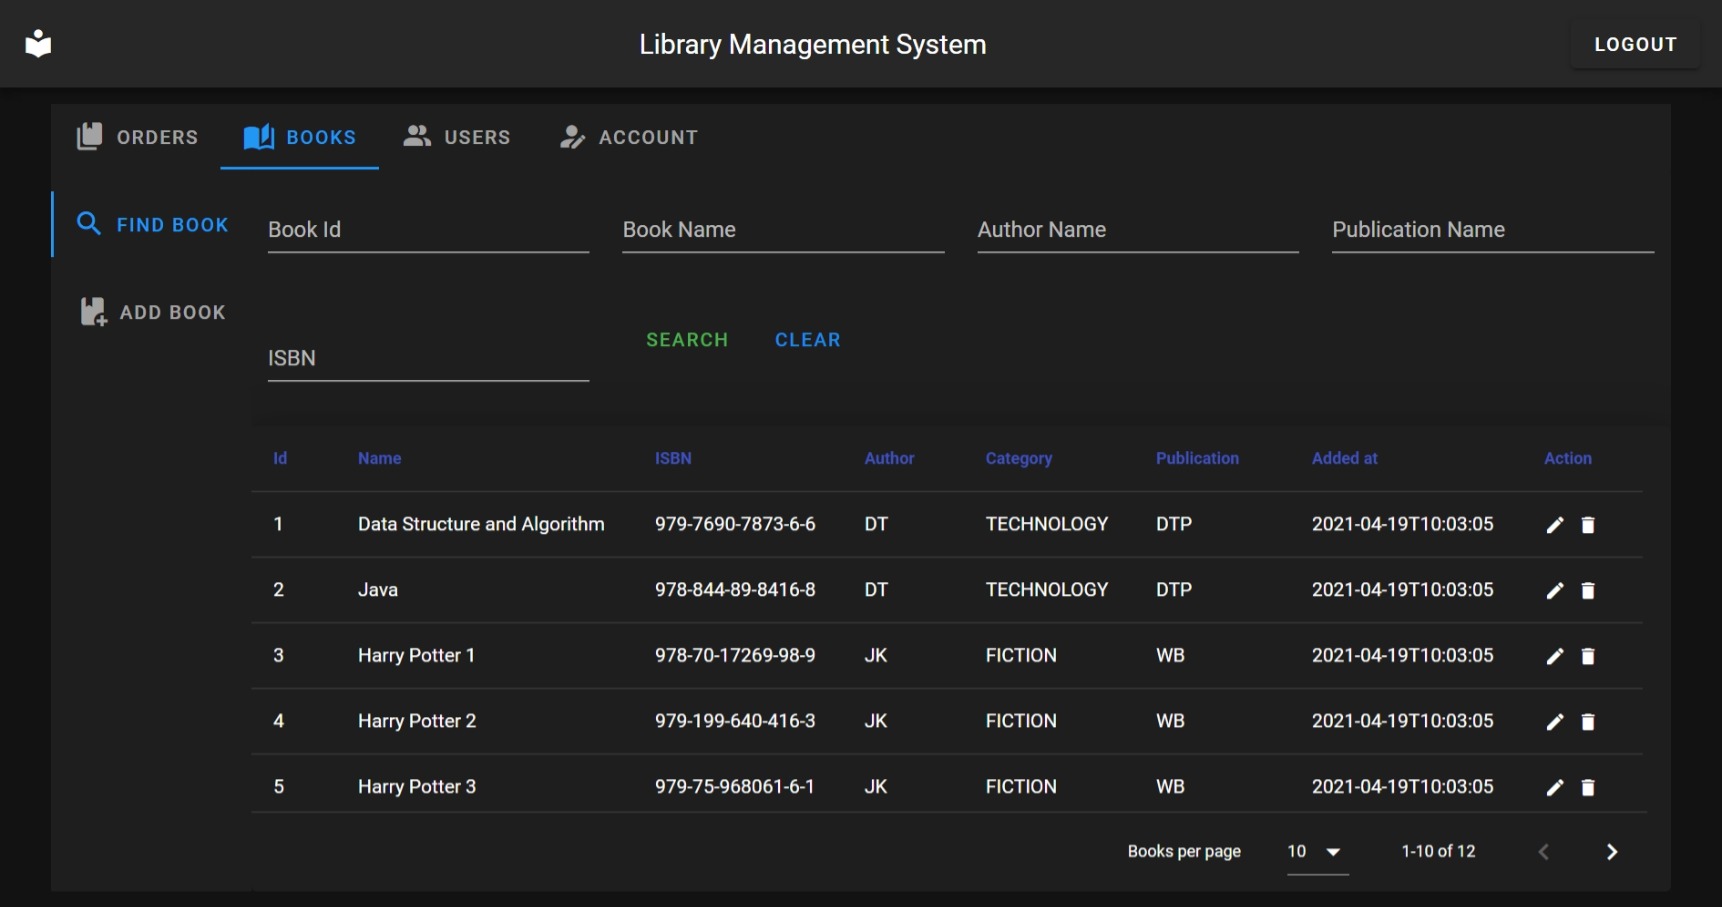 Library Management System
LOGOUT
ORDERS BOOKS USERS ACCOUNT
FIND BOOK
ADD BOOK
Book Id Book Name Author Name Publication Name
ISBN SEARCH CLEAR
Id Name ISBN Author Category Publication Added at Action
1 Data Structure and Algorithm 979-7690-7873-6-6 DT TECHNOLOGY DTP 2021-04-19T10:03:05
2 Java 978-844-89-8416-8 DT TECHNOLOGY DTP 2021-04-19T10:03:05
3 Harry Potter 1 978-70-17269-98-9 JK FICTION WB 2021-04-19T10:03:05
4 Harry Potter 2 979-199-640-416-3 JK FICTION WB 2021-04-19T10:03:05
5 Harry Potter 3 979-75-968061-6-1 JK FICTION WB 2021-04-19T10:03:05
Books per page 10 1-10 of 12